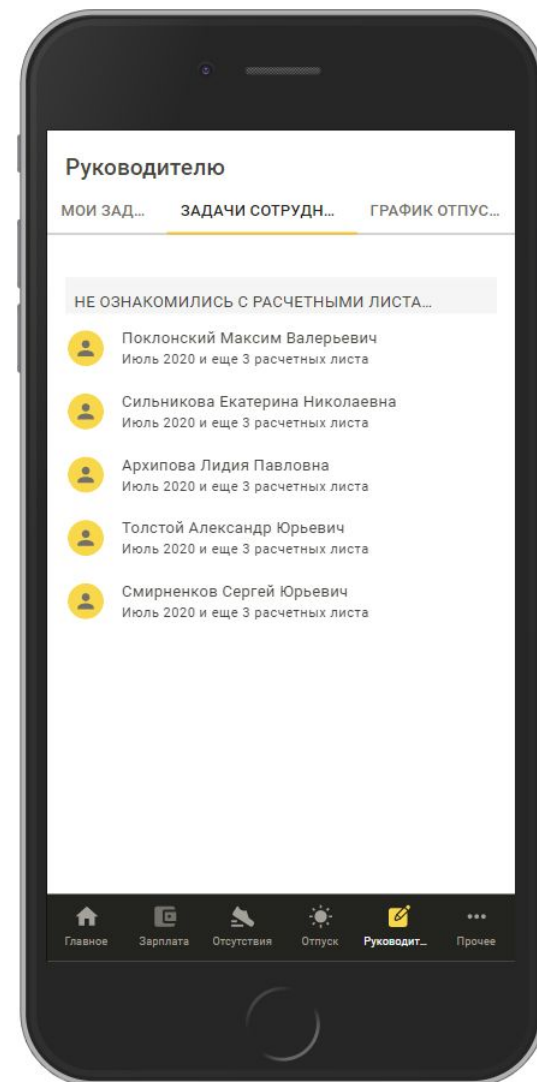 Руководителю
МОИ ЗАД... ЗАДАЧИ СОТРУДН... ГРАФИК ОТПУС...
НЕ ОЗНАКОМИЛИСЬ С РАСЧЕТНЫМИ ЛИСТА...
Поклонский Максим Валерьевич
Июль 2020 и еще 3 расчетных листа
Сильникова Екатерина Николаевна
Июль 2020 и еще 3 расчетных листа
Архипова Лидия Павловна
Июль 2020 и еще 3 расчетных листа
Толстой Александр Юрьевич
Июль 2020 и еще 3 расчетных листа
Смирненков Сергей Юрьевич
Июль 2020 и еще 3 расчетных листа
Главное Зарплата Отсутствия Отпуск Руководит... Прочее